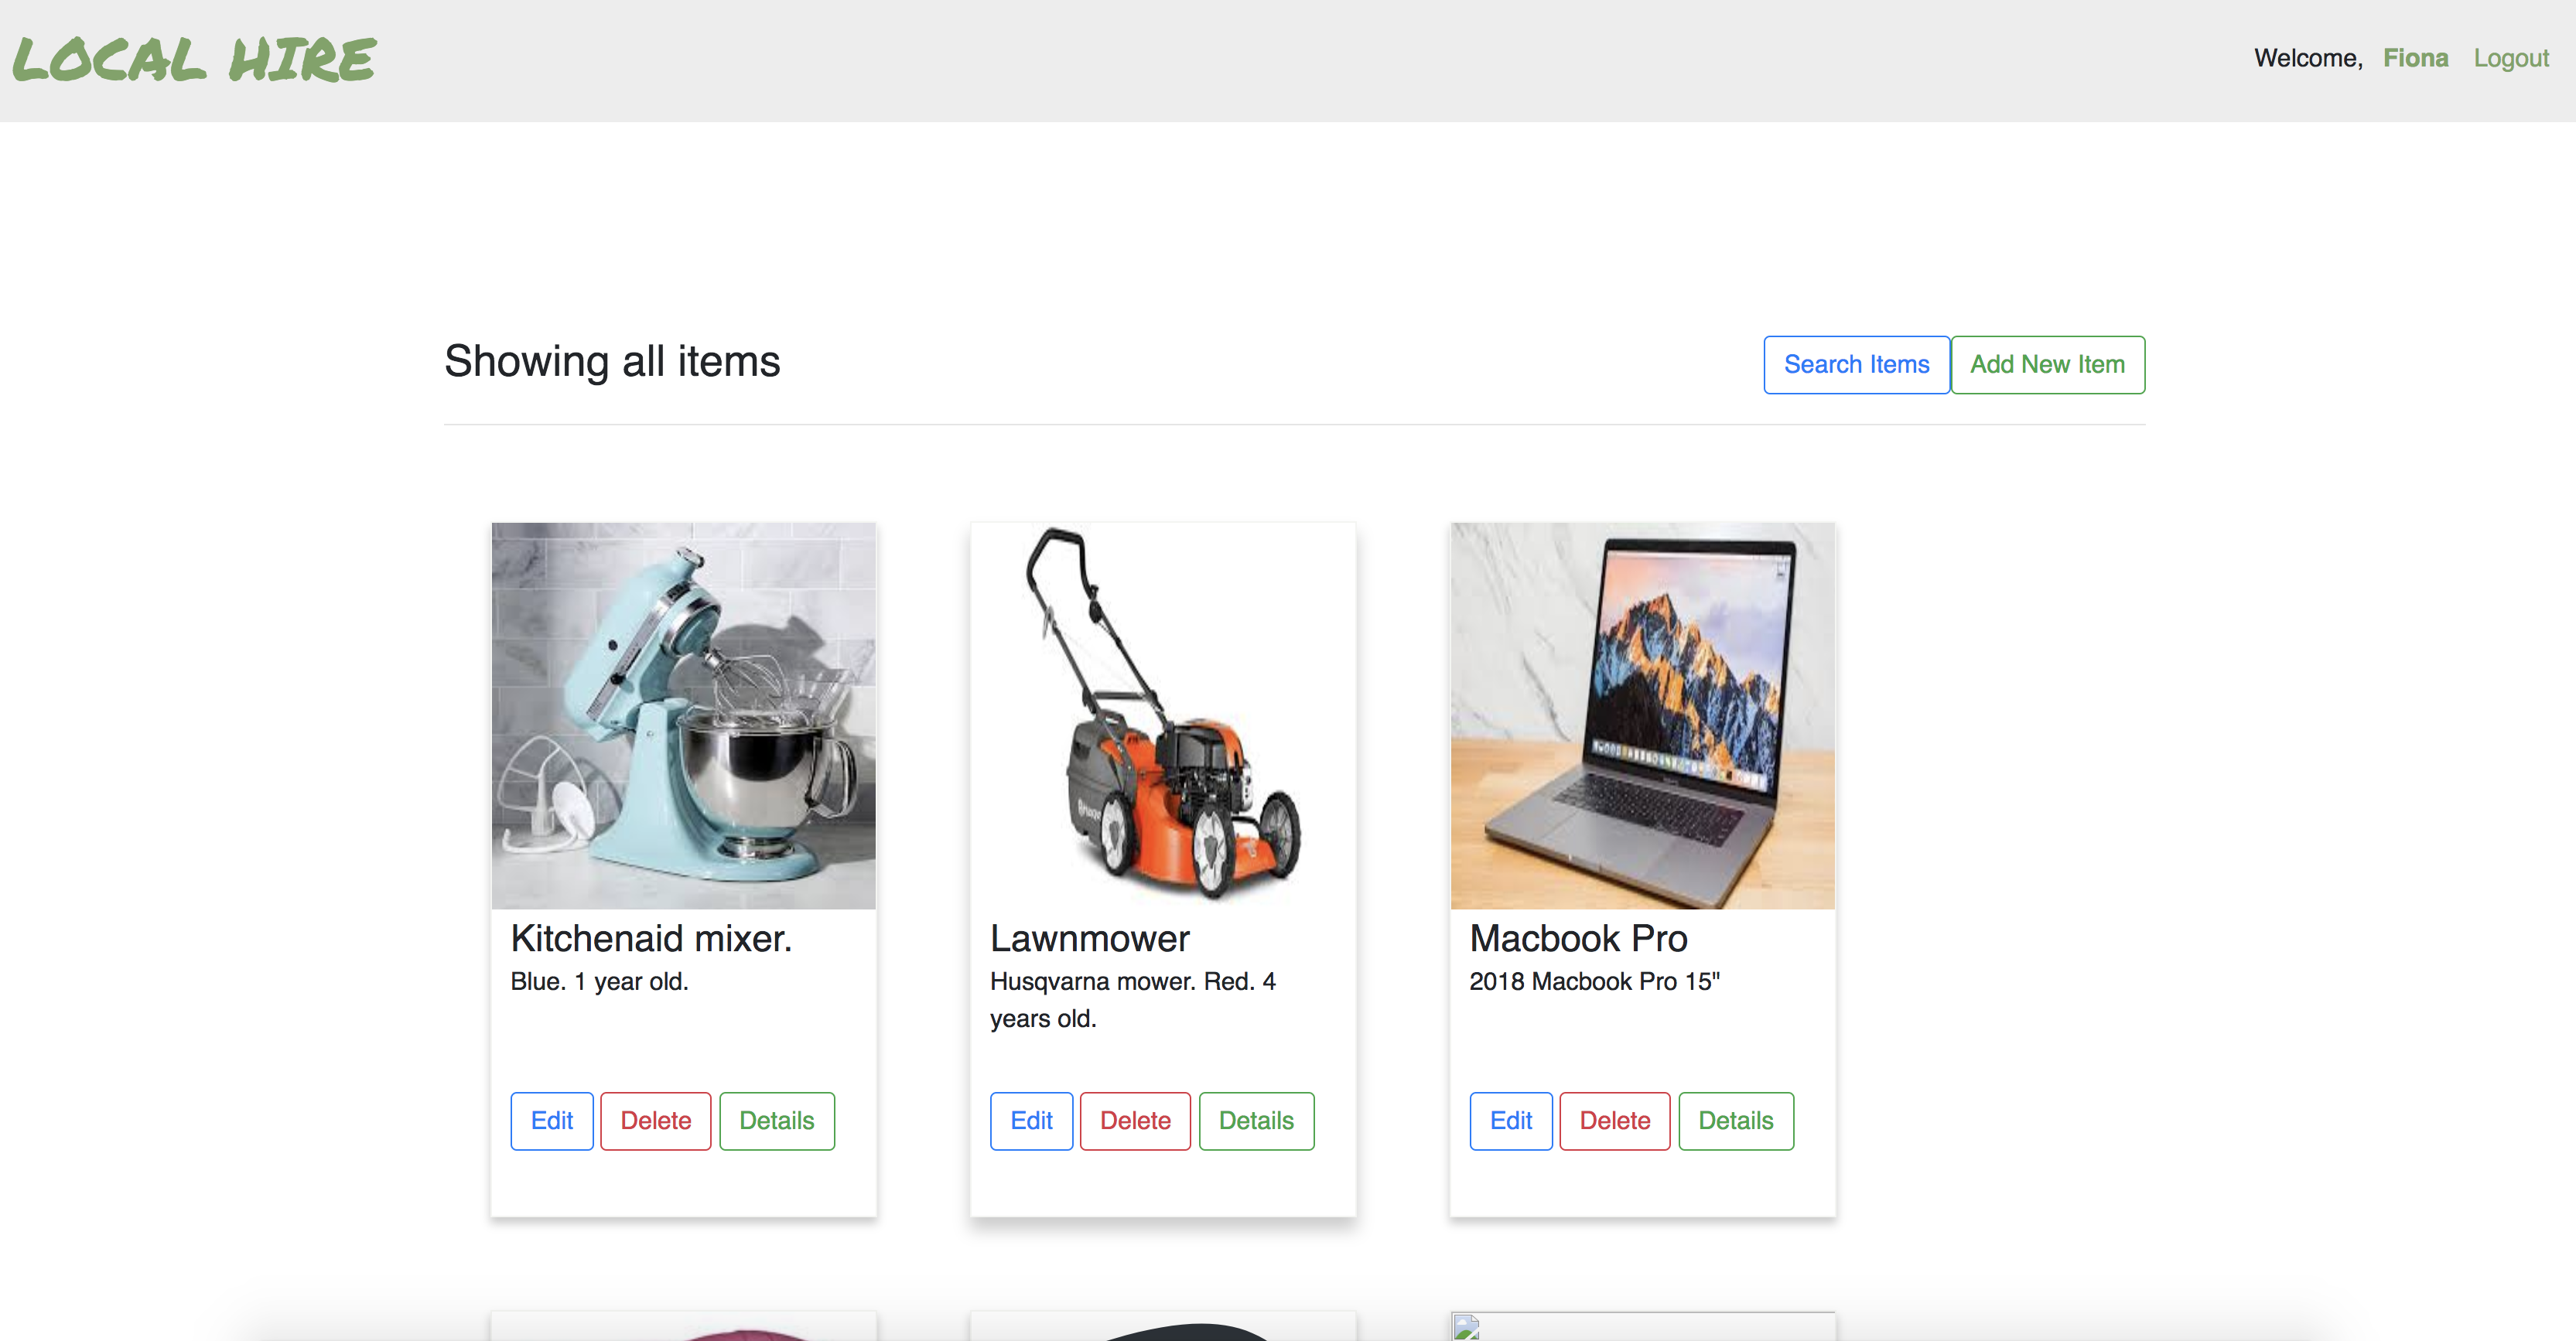 LOCAL HIRE
Welcome, Fiona Logout
Showing all items
Search Items Add New Item
Kitchenaid mixer.
Blue. 1 year old.
Edit Delete Details
Lawnmower
Husqvarna mower. Red. 4
years old.
Edit Delete Details
Macbook Pro
2018 Macbook Pro 15"
Edit Delete Details